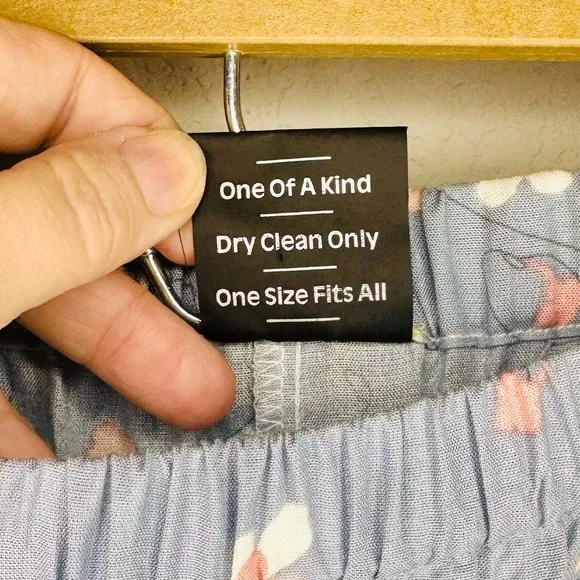 One Of A Kind
Dry Clean Only
One Size Fits All